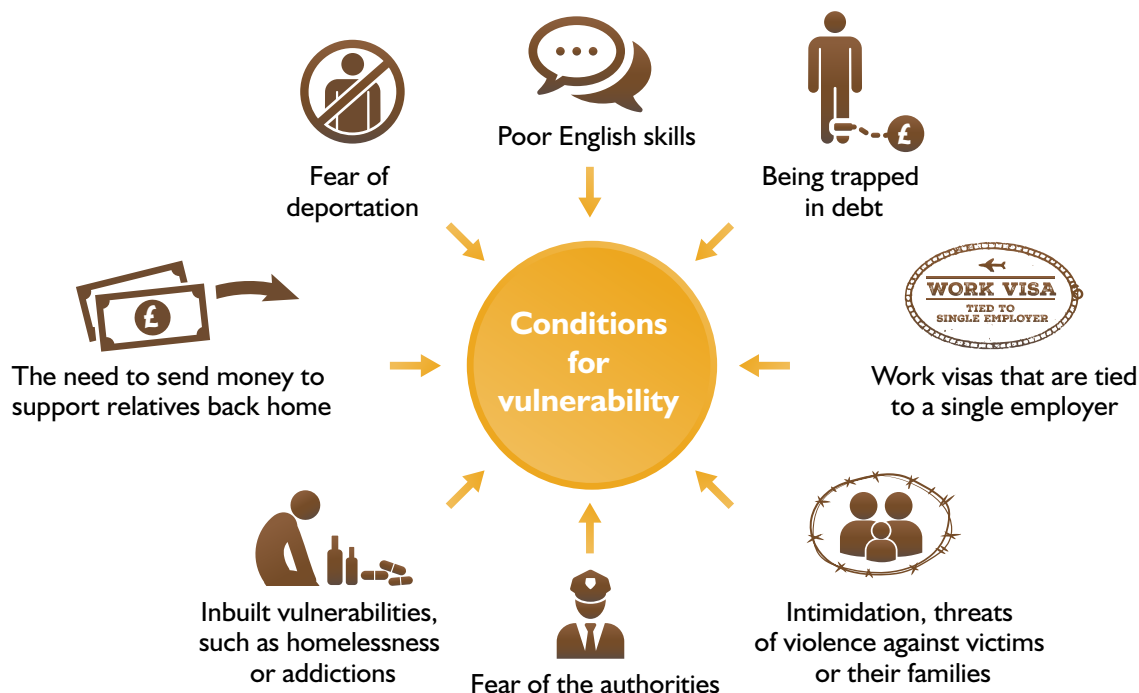 Poor English skills
Fear of
deportation
Being trapped
in debt
£
£
WORK VISA
TIED TO
SINGLE EMPLOYER
Conditions
for
vulnerability
The need to send money to
support relatives back home
Work visas that are tied
to a single employer
Inbuilt vulnerabilities,
such as homelessness
or addictions
Fear of the authorities
Intimidation, threats
of violence against victims
or their families